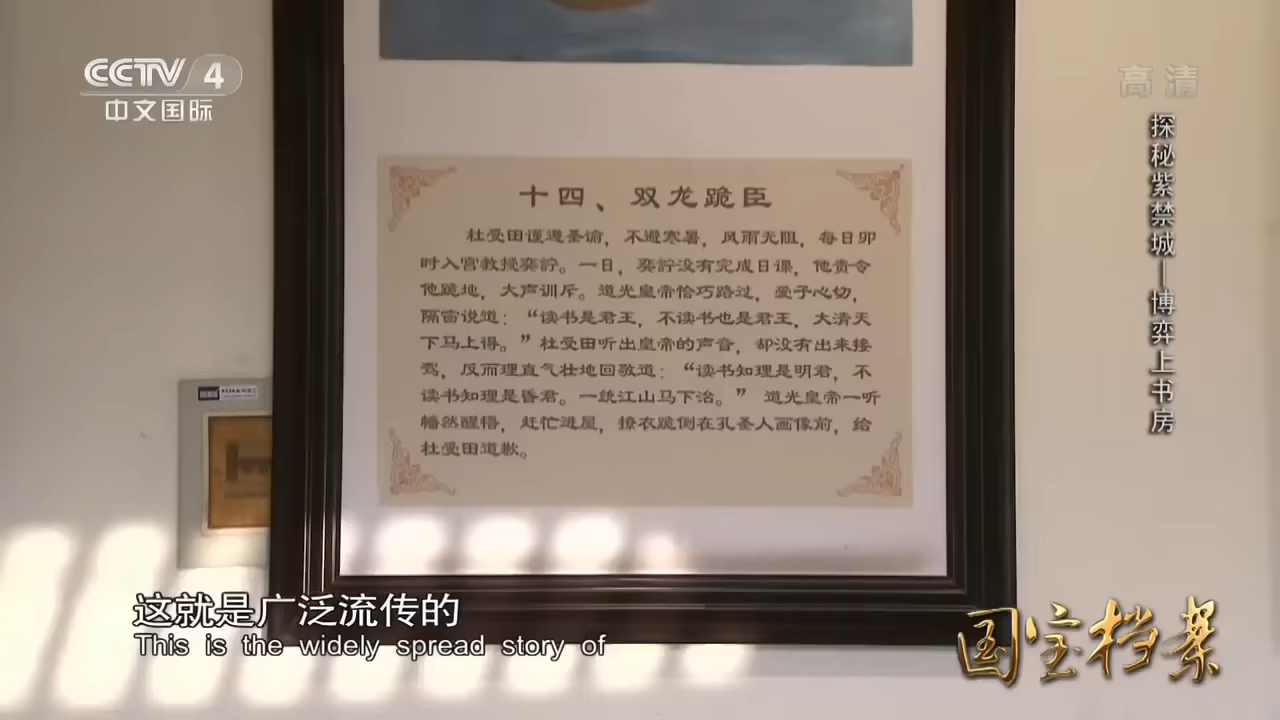 CCTV 4
中文国际
高清
探秘紫禁城—博弈上书房
十四、双龙跪臣
杜受田谨遵圣谕，不避寒暑，风雨无阻，每日卯
时入宫教授奕詝。一日，奕詝没有完成日课，他责令
他跪地，大声训斥。道光皇帝恰巧路过，爱子心切，
隔窗说道：“读书是君王，不读书也是君王，大清天
下马上得。”杜受田听出皇帝的声音，却没有出来接
驾，反而理直气壮地回敬道：“读书知理是明君，不
读书知理是昏君。一统江山马下治。” 道光皇帝一听
幡然醒悟，赶忙进屋，撩衣跪倒在孔圣人画像前，给
杜受田道歉。
这就是广泛流传的
This is the widely spread story of
国宝档案